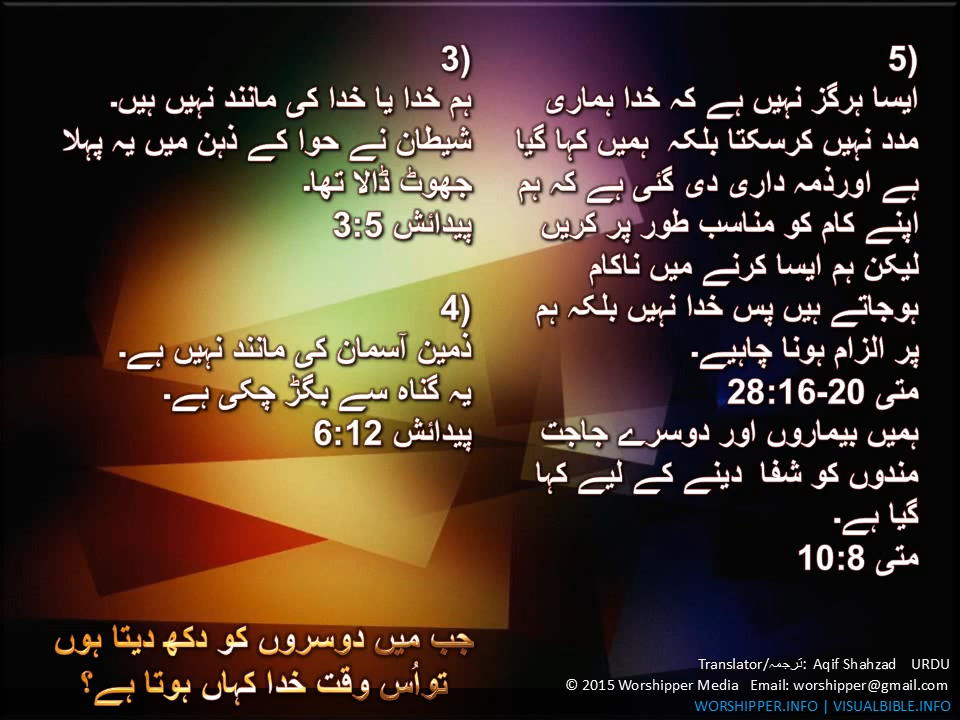 3)
ہم خدا یا خدا کی مانند نہیں ہیں۔
شیطان نے حوا کے ذہن میں یہ پہلا
جھوٹ ڈالا تھا۔
پیدائش 3:5
4)
ذمین آسمان کی مانند نہیں ہے۔
یہ گناہ سے بگڑ چکی ہے۔
پیدائش 6:12
5)
ایسا ہرگز نہیں ہے کہ خدا ہماری
مدد نہیں کرسکتا بلکہ ہمیں کہا گیا
ہے اورذمہ داری دی گئی ہے کہ ہم
اپنے کام کو مناسب طور پر کریں
لیکن ہم ایسا کرنے میں ناکام
ہوجاتے ہیں پس خدا نہیں بلکہ ہم
پر الزام ہونا چاہیے۔
متی 28:16-20
ہمیں بیماروں اور دوسرے جاجت
مندوں کو شفا دینے کے لیے کہا
گیا ہے۔
متی 10:8
جب میں دوسروں کو دکھ دیتا ہوں
تواُس وقت خدا کہاں ہوتا ہے؟
Translator/ترجمہ: Aqif Shahzad URDU
© 2015 Worshipper Media Email: worshipper@gmail.com
WORSHIPPER.INFO | VISUALBIBLE.INFO